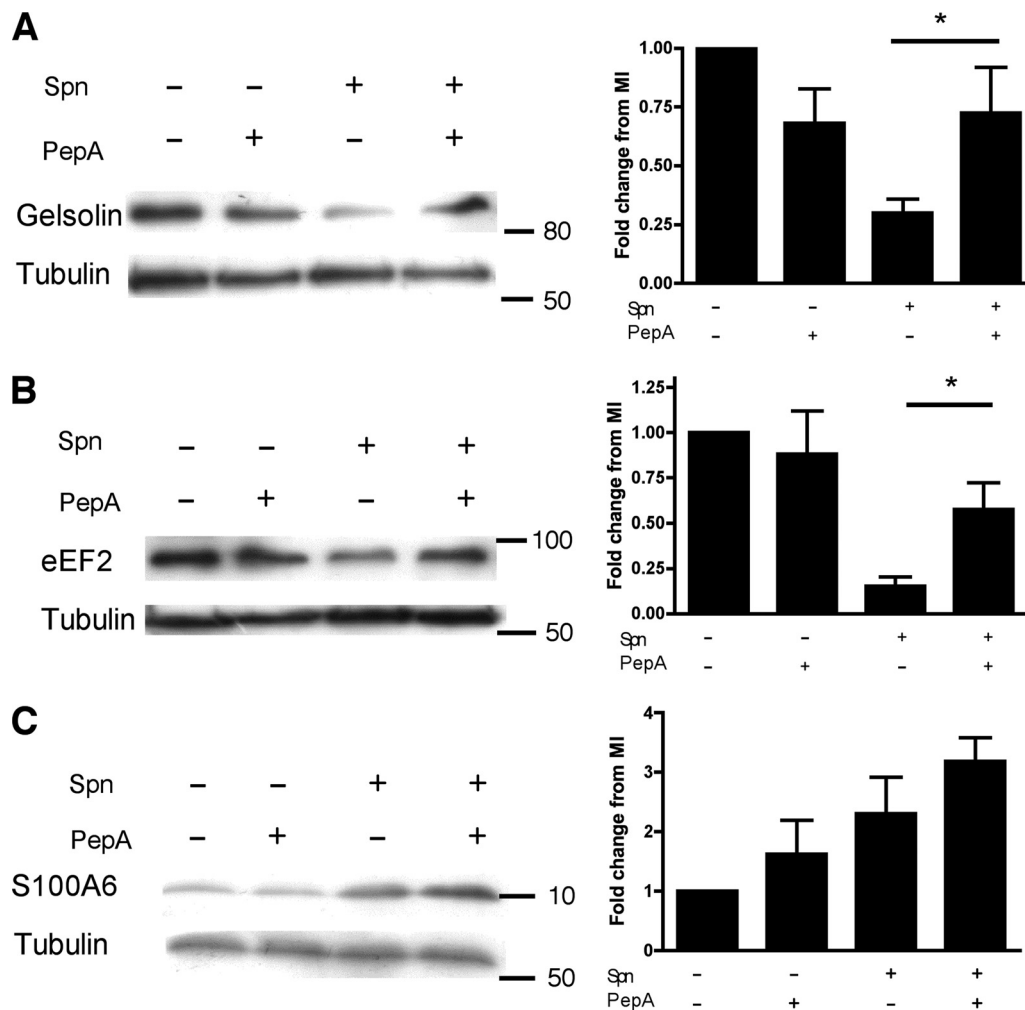 A
Spn – – + +
PepA – + – +
Gelsolin
80
Tubulin
50
*
Fold change from MI
1.00
0.75
0.50
0.25
0.00
Spn – – + +
PepA – + – +
B
Spn – – + +
PepA – + – +
100
eEF2
Tubulin
50
*
Fold change from MI
1.25
1.00
0.75
0.50
0.25
0.00
Spn – – + +
PepA – + – +
C
Spn – – + +
PepA – + – +
S100A6
10
Tubulin
50
Fold change from MI
4
3
2
1
0
Spn – – + +
PepA – + – +